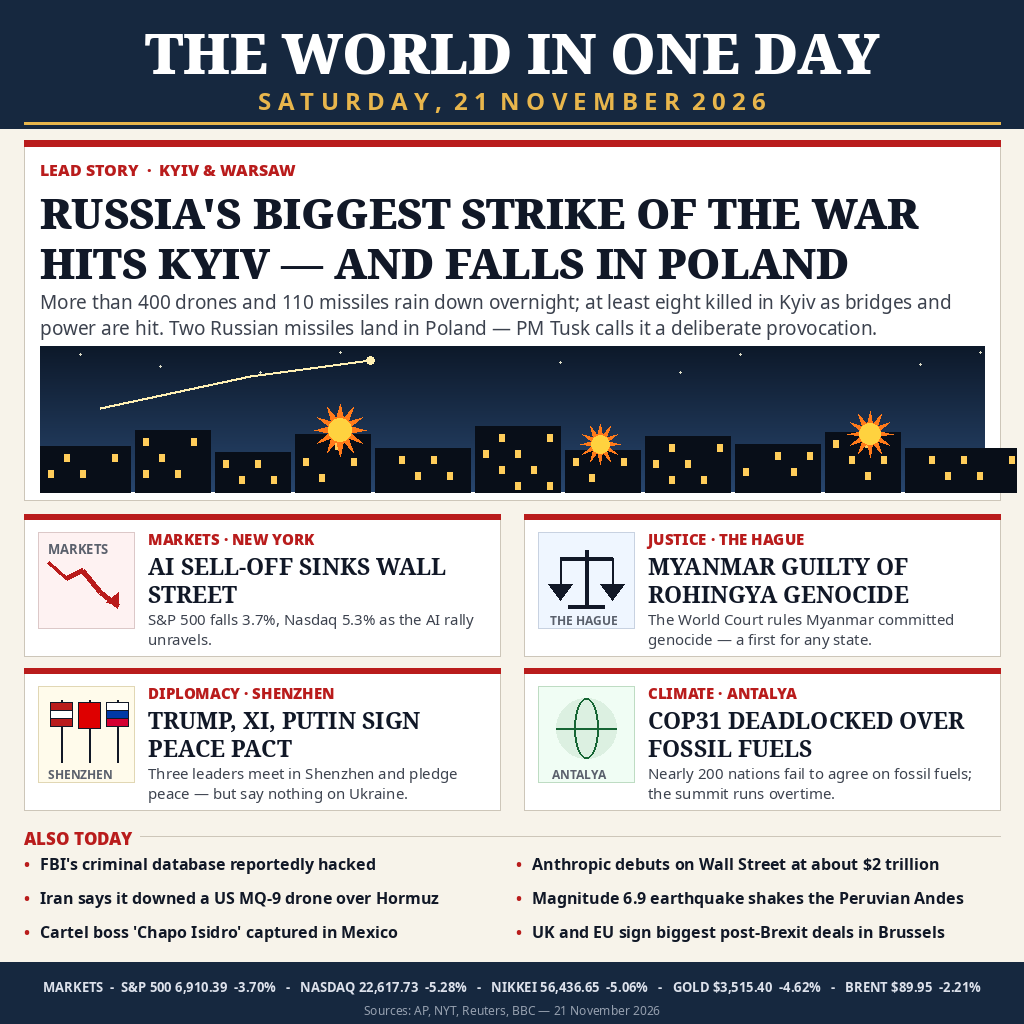 THE WORLD IN ONE DAY
SATURDAY, 21 NOVEMBER 2026
LEAD STORY · KYIV & WARSAW
RUSSIA'S BIGGEST STRIKE OF THE WAR
HITS KYIV — AND FALLS IN POLAND
More than 400 drones and 110 missiles rain down overnight; at least eight killed in Kyiv as bridges and
power are hit. Two Russian missiles land in Poland — PM Tusk calls it a deliberate provocation.
MARKETS
MARKETS · NEW YORK
AI SELL-OFF SINKS WALL
STREET
S&P 500 falls 3.7%, Nasdaq 5.3% as the AI rally
unravels.
THE HAGUE
JUSTICE · THE HAGUE
MYANMAR GUILTY OF
ROHINGYA GENOCIDE
The World Court rules Myanmar committed
genocide — a first for any state.
SHENZHEN
DIPLOMACY · SHENZHEN
TRUMP, XI, PUTIN SIGN
PEACE PACT
Three leaders meet in Shenzhen and pledge
peace — but say nothing on Ukraine.
ANTALYA
CLIMATE · ANTALYA
COP31 DEADLOCKED OVER
FOSSIL FUELS
Nearly 200 nations fail to agree on fossil fuels;
the summit runs overtime.
ALSO TODAY
• FBI's criminal database reportedly hacked
• Iran says it downed a US MQ-9 drone over Hormuz
• Cartel boss 'Chapo Isidro' captured in Mexico
• Anthropic debuts on Wall Street at about $2 trillion
• Magnitude 6.9 earthquake shakes the Peruvian Andes
• UK and EU sign biggest post-Brexit deals in Brussels
MARKETS - S&P 500 6,910.39 -3.70% - NASDAQ 22,617.73 -5.28% - NIKKEI 56,436.65 -5.06% - GOLD $3,515.40 -4.62% - BRENT $89.95 -2.21%
Sources: AP, NYT, Reuters, BBC — 21 November 2026